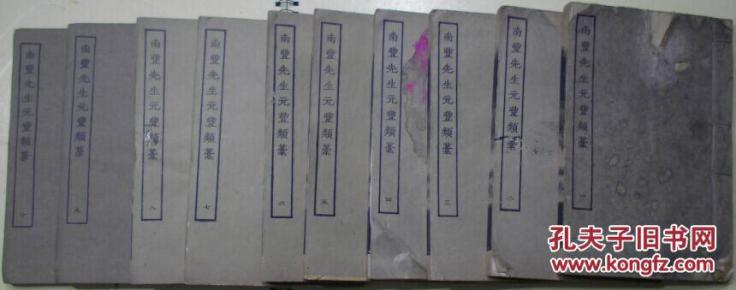 南豐先生元豐類藁 一
南豐先生元豐類藁 二
南豐先生元豐類藁 三
南豐先生元豐類藁 四
南豐先生元豐類藁 五
南豐先生元豐類藁 六
南豐先生元豐類藁 七
南豐先生元豐類藁 八
南豐先生元豐類藁 九
南豐先生元豐類藁 十
孔夫子旧书网
www.kongfz.com